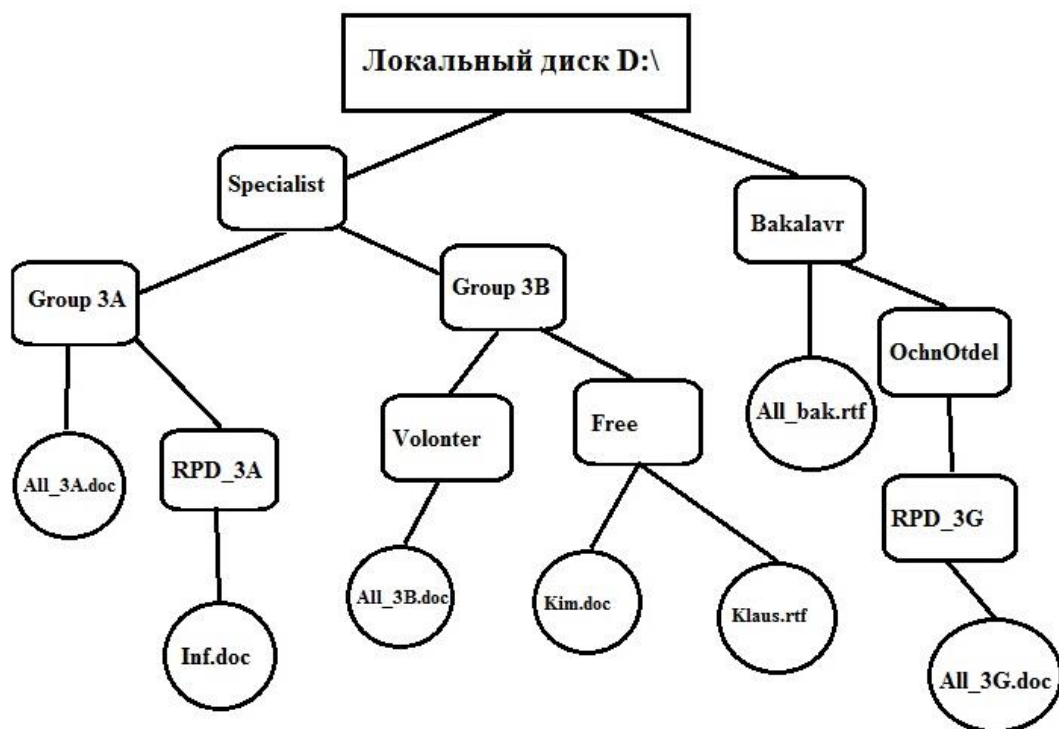 Локальный диск D:\
Specialist
Bakalavr
Group 3A
Group 3B
OchnOtdel
All_bak.rtf
Volonter
Free
RPD_3A
All_3A.doc
RPD_3G
All_3B.doc
Kim.doc
Klaus.rtf
Inf.doc
All_3G.doc